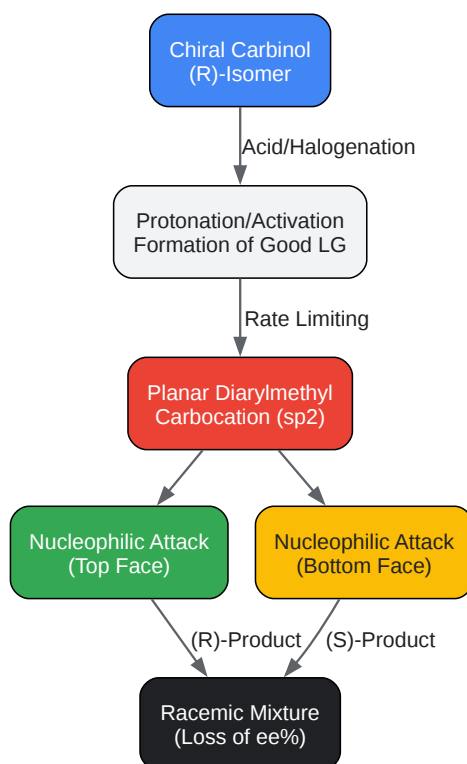 Chiral Carbinol
(R)-Isomer
Acid/Halogenation
Protonation/Activation
Formation of Good LG
Rate Limiting
Planar Diarylmethyl
Carbocation (sp2)
Nucleophilic Attack
(Top Face)
Nucleophilic Attack
(Bottom Face)
(R)-Product
(S)-Product
Racemic Mixture
(Loss of ee%)